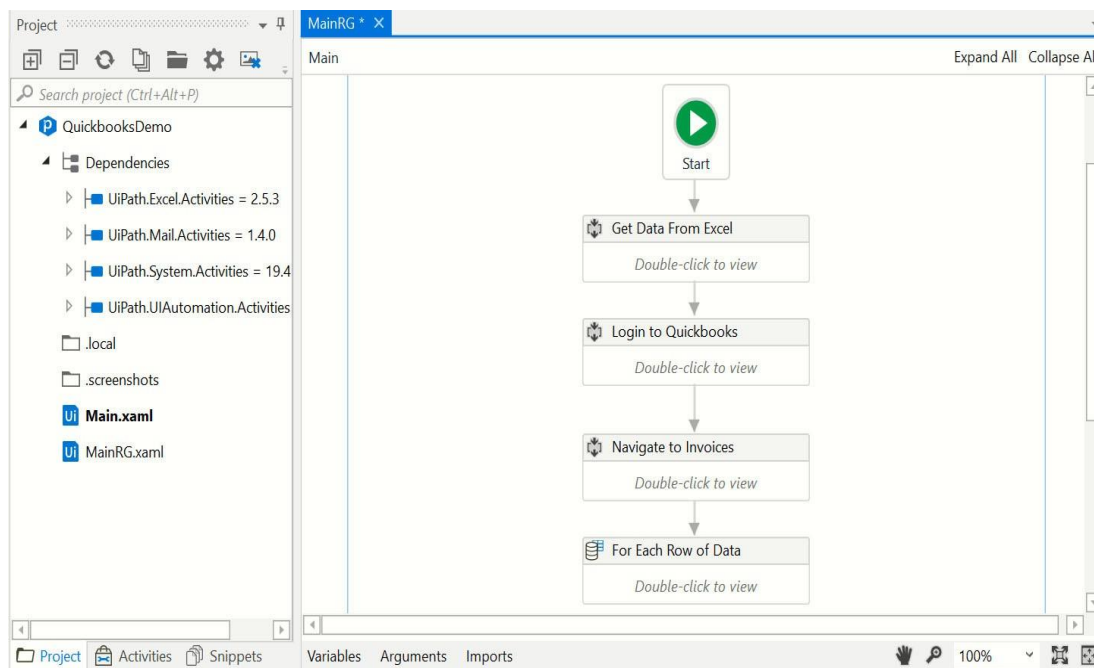 Project
Search project (Ctrl+Alt+P)
QuickbooksDemo
Dependencies
UiPath.Excel.Activities = 2.5.3
UiPath.Mail.Activities = 1.4.0
UiPath.System.Activities = 19.4
UiPath.UIAutomation.Activities
.local
.screenshots
Ui Main.xaml
Ui MainRG.xaml
Project Activities Snippets
MainRG * X
Main Expand All Collapse Al
Start
Get Data From Excel
Double-click to view
Login to Quickbooks
Double-click to view
Navigate to Invoices
Double-click to view
For Each Row of Data
Double-click to view
Variables Arguments Imports 100%